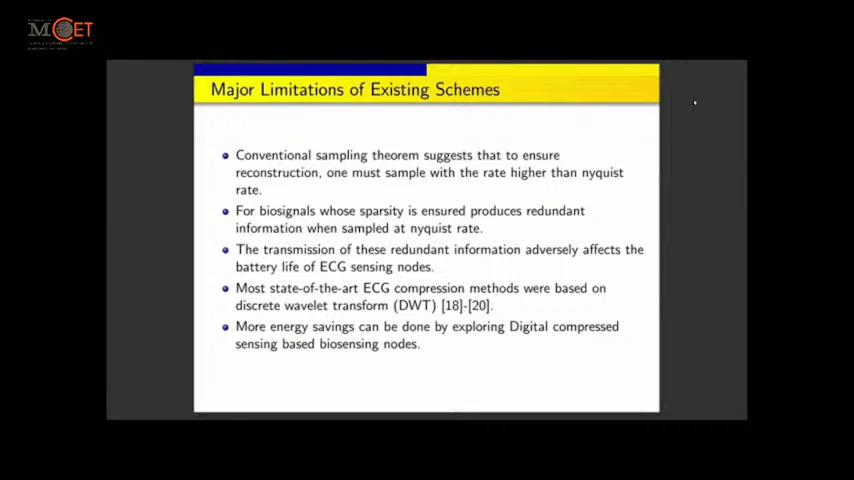 MCET
Major Limitations of Existing Schemes
Conventional sampling theorem suggests that to ensure
reconstruction, one must sample with the rate higher than nyquist
rate.
For biosignals whose sparsity is ensured produces redundant
information when sampled at nyquist rate.
The transmission of these redundant information adversely affects the
battery life of ECG sensing nodes.
Most state-of-the-art ECG compression methods were based on
discrete wavelet transform (DWT) [18]-[20].
More energy savings can be done by exploring Digital compressed
sensing based biosensing nodes.